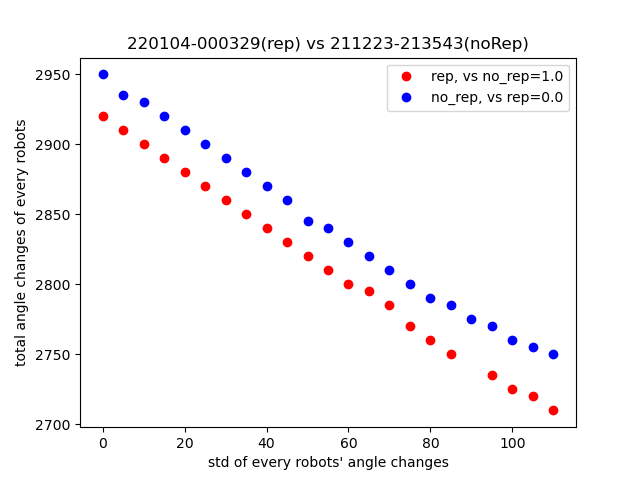 220104-000329(rep) vs 211223-213543(noRep)
rep, vs no_rep=1.0
no_rep, vs rep=0.0
total angle changes of every robots
2950
2900
2850
2800
2750
2700
0 20 40 60 80 100
std of every robots' angle changes